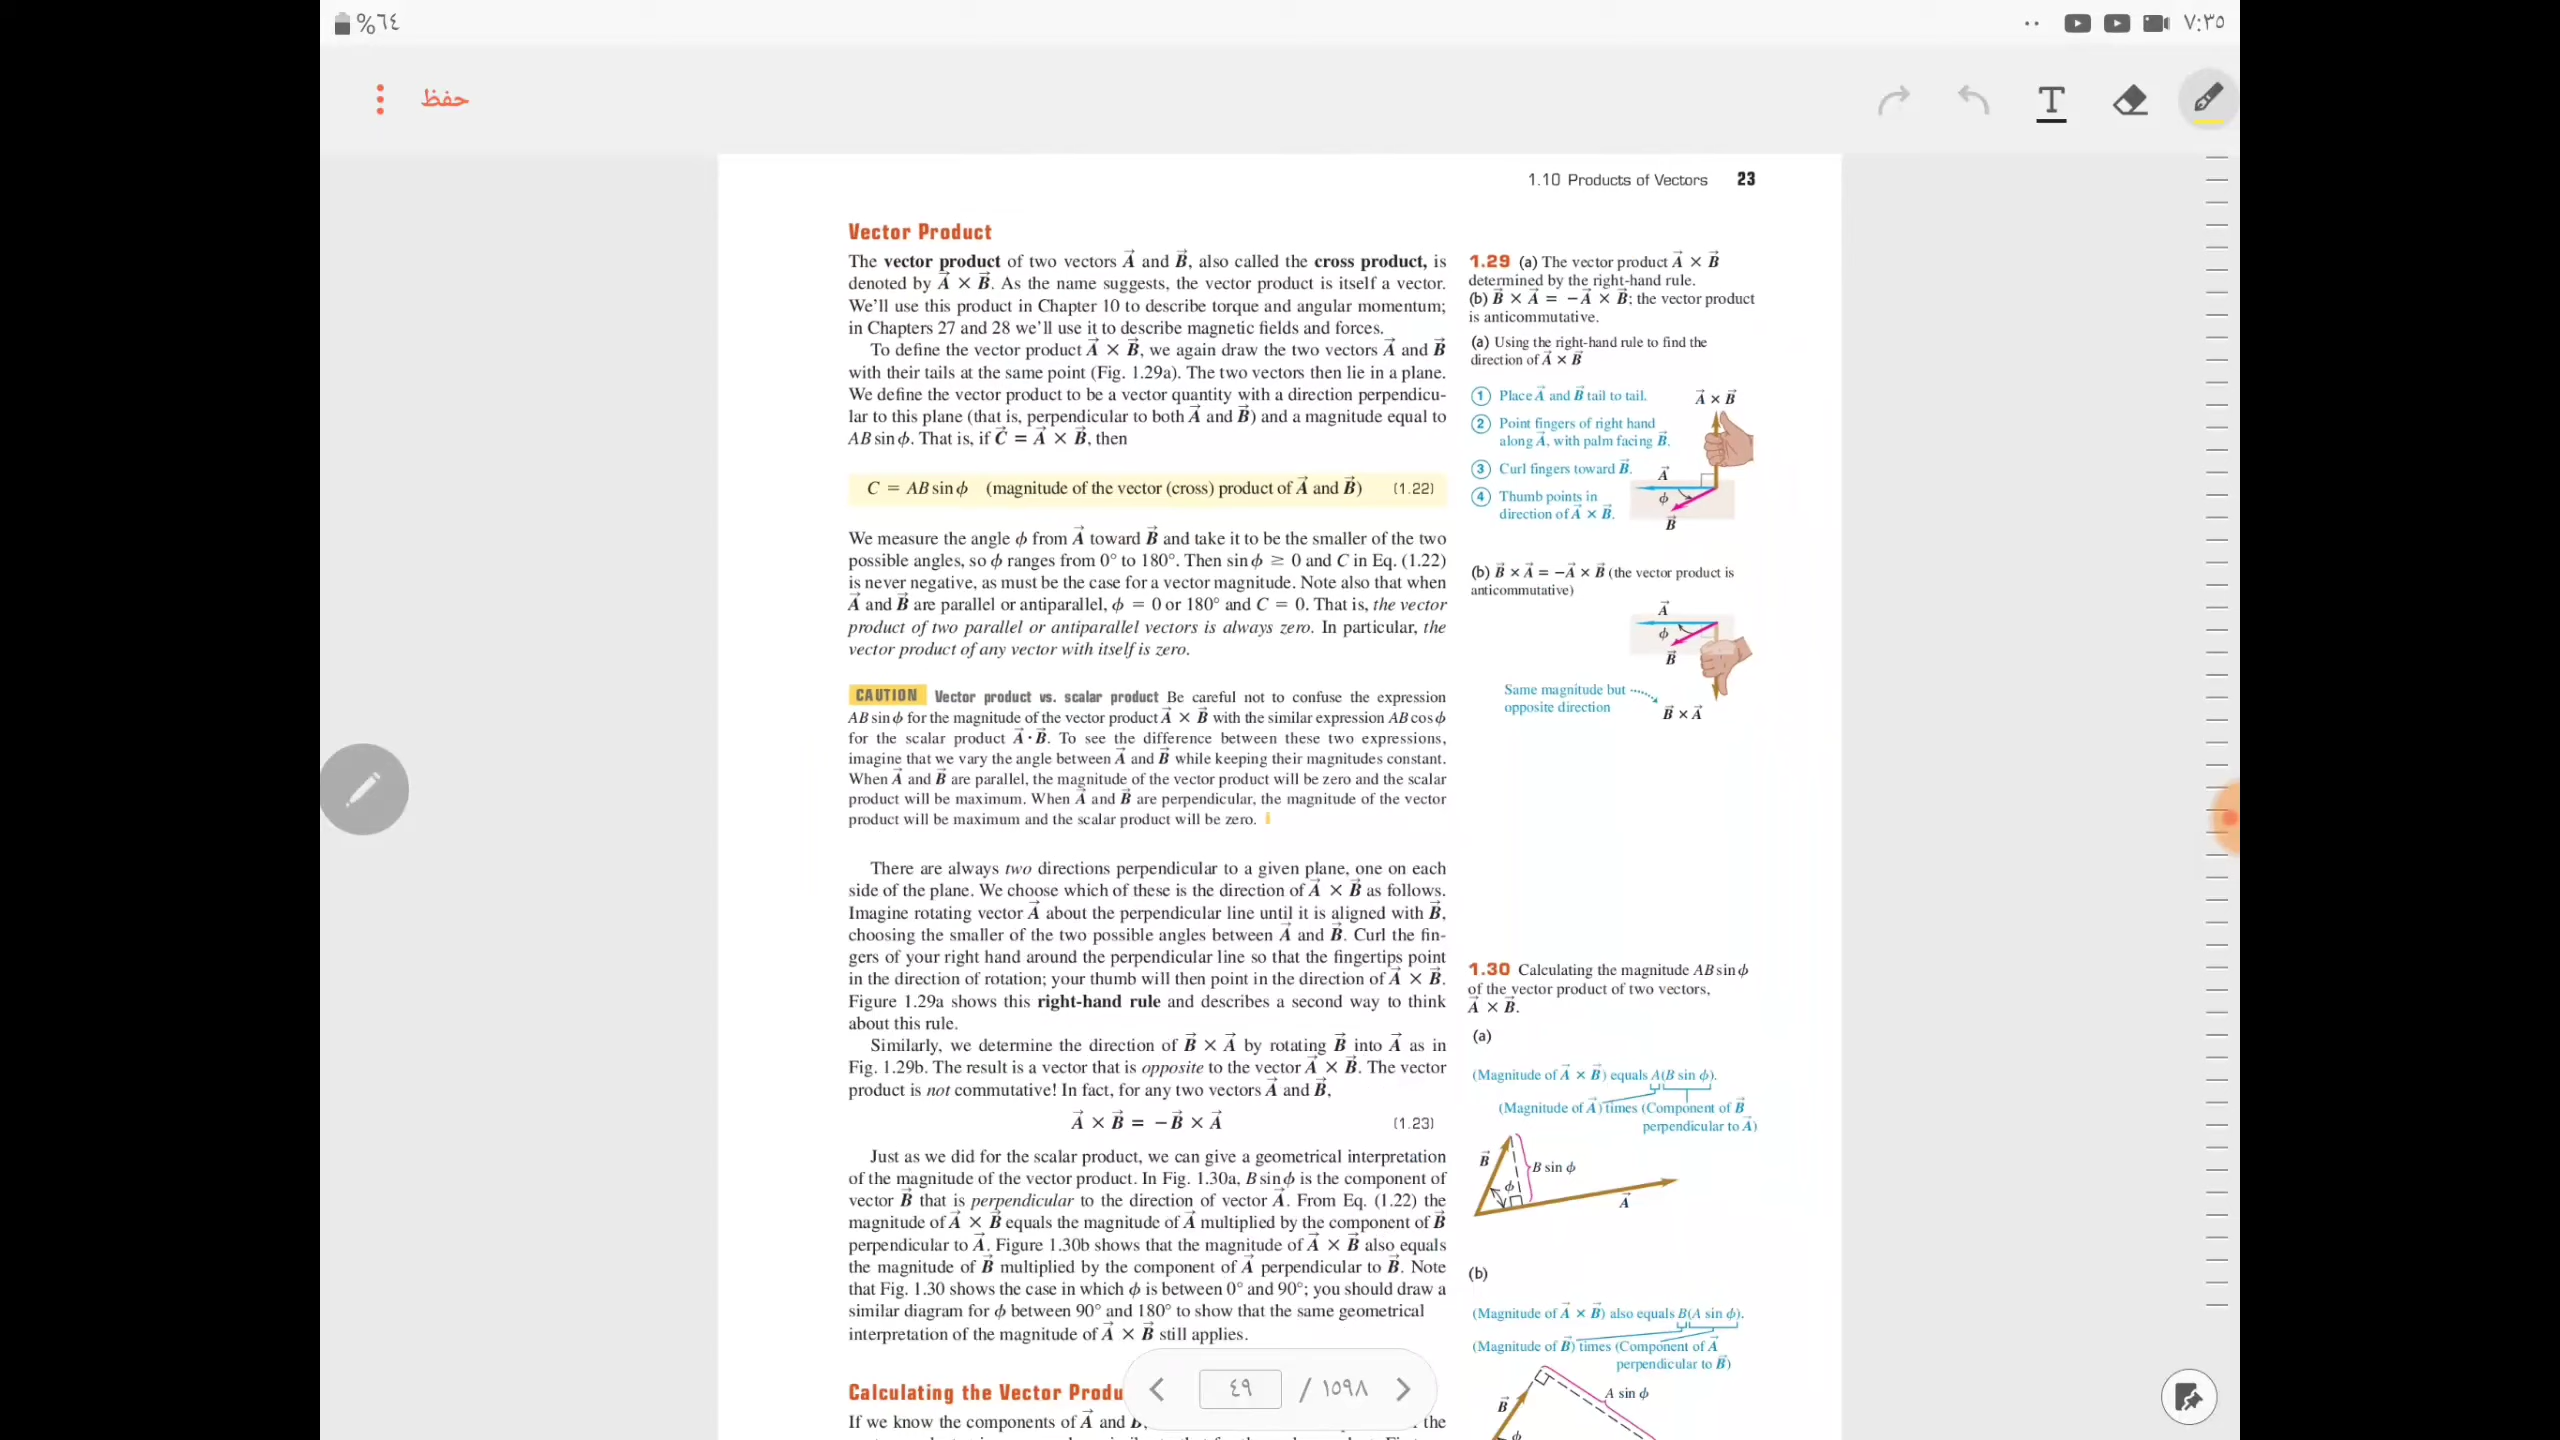 %٦٤
٧:٣٥
حفظ
T
1.10 Products of Vectors 23
Vector Product
The vector product of two vectors A⃗ and B⃗, also called the cross product, is
denoted by A⃗ × B⃗. As the name suggests, the vector product is itself a vector.
We'll use this product in Chapter 10 to describe torque and angular momentum;
in Chapters 27 and 28 we'll use it to describe magnetic fields and forces.
To define the vector product A⃗ × B⃗, we again draw the two vectors A⃗ and B⃗
with their tails at the same point (Fig. 1.29a). The two vectors then lie in a plane.
We define the vector product to be a vector quantity with a direction perpendicu-
lar to this plane (that is, perpendicular to both A⃗ and B⃗) and a magnitude equal to
AB sin ϕ. That is, if C⃗ = A⃗ × B⃗, then
C = AB sin ϕ (magnitude of the vector (cross) product of A⃗ and B⃗) (1.22)
We measure the angle ϕ from A⃗ toward B⃗ and take it to be the smaller of the two
possible angles, so ϕ ranges from 0° to 180°. Then sin ϕ ≥ 0 and C in Eq. (1.22)
is never negative, as must be the case for a vector magnitude. Note also that when
A⃗ and B⃗ are parallel or antiparallel, ϕ = 0 or 180° and C = 0. That is, the vector
product of two parallel or antiparallel vectors is always zero. In particular, the
vector product of any vector with itself is zero.
CAUTION Vector product vs. scalar product Be careful not to confuse the expression
AB sin ϕ for the magnitude of the vector product A⃗ × B⃗ with the similar expression AB cos ϕ
for the scalar product A⃗ · B⃗. To see the difference between these two expressions,
imagine that we vary the angle between A⃗ and B⃗ while keeping their magnitudes constant.
When A⃗ and B⃗ are parallel, the magnitude of the vector product will be zero and the scalar
product will be maximum. When A⃗ and B⃗ are perpendicular, the magnitude of the vector
product will be maximum and the scalar product will be zero.
There are always two directions perpendicular to a given plane, one on each
side of the plane. We choose which of these is the direction of A⃗ × B⃗ as follows.
Imagine rotating vector A⃗ about the perpendicular line until it is aligned with B⃗,
choosing the smaller of the two possible angles between A⃗ and B⃗. Curl the fin-
gers of your right hand around the perpendicular line so that the fingertips point
in the direction of rotation; your thumb will then point in the direction of A⃗ × B⃗.
Figure 1.29a shows this right-hand rule and describes a second way to think
about this rule.
Similarly, we determine the direction of B⃗ × A⃗ by rotating B⃗ into A⃗ as in
Fig. 1.29b. The result is a vector that is opposite to the vector A⃗ × B⃗. The vector
product is not commutative! In fact, for any two vectors A⃗ and B⃗,
A⃗ × B⃗ = −B⃗ × A⃗ (1.23)
Just as we did for the scalar product, we can give a geometrical interpretation
of the magnitude of the vector product. In Fig. 1.30a, B sin ϕ is the component of
vector B⃗ that is perpendicular to the direction of vector A⃗. From Eq. (1.22) the
magnitude of A⃗ × B⃗ equals the magnitude of A⃗ multiplied by the component of B⃗
perpendicular to A⃗. Figure 1.30b shows that the magnitude of A⃗ × B⃗ also equals
the magnitude of B⃗ multiplied by the component of A⃗ perpendicular to B⃗. Note
that Fig. 1.30 shows the case in which ϕ is between 0° and 90°; you should draw a
similar diagram for ϕ between 90° and 180° to show that the same geometrical
interpretation of the magnitude of A⃗ × B⃗ still applies.
Calculating the Vector Produ
If we know the components of A⃗ and B⃗, the
1.29 (a) The vector product A⃗ × B⃗
determined by the right-hand rule.
(b) B⃗ × A⃗ = −A⃗ × B⃗; the vector product
is anticommutative.
(a) Using the right-hand rule to find the
direction of A⃗ × B⃗
1 Place A⃗ and B⃗ tail to tail.
2 Point fingers of right hand
along A⃗, with palm facing B⃗.
3 Curl fingers toward B⃗.
4 Thumb points in
direction of A⃗ × B⃗.
A⃗ × B⃗
A⃗
ϕ
B⃗
(b) B⃗ × A⃗ = −A⃗ × B⃗ (the vector product is
anticommutative)
A⃗
ϕ
B⃗
Same magnitude but
opposite direction
B⃗ × A⃗
1.30 Calculating the magnitude AB sin ϕ
of the vector product of two vectors,
A⃗ × B⃗.
(a)
(Magnitude of A⃗ × B⃗) equals A(B sin ϕ).
(Magnitude of A⃗) times (Component of B⃗
perpendicular to A⃗)
B⃗
B sin ϕ
ϕ
A⃗
(b)
(Magnitude of A⃗ × B⃗) also equals B(A sin ϕ).
(Magnitude of B⃗) times (Component of A⃗
perpendicular to B⃗)
A sin ϕ
B⃗
ϕ
٤٩ / ١٥٩٨